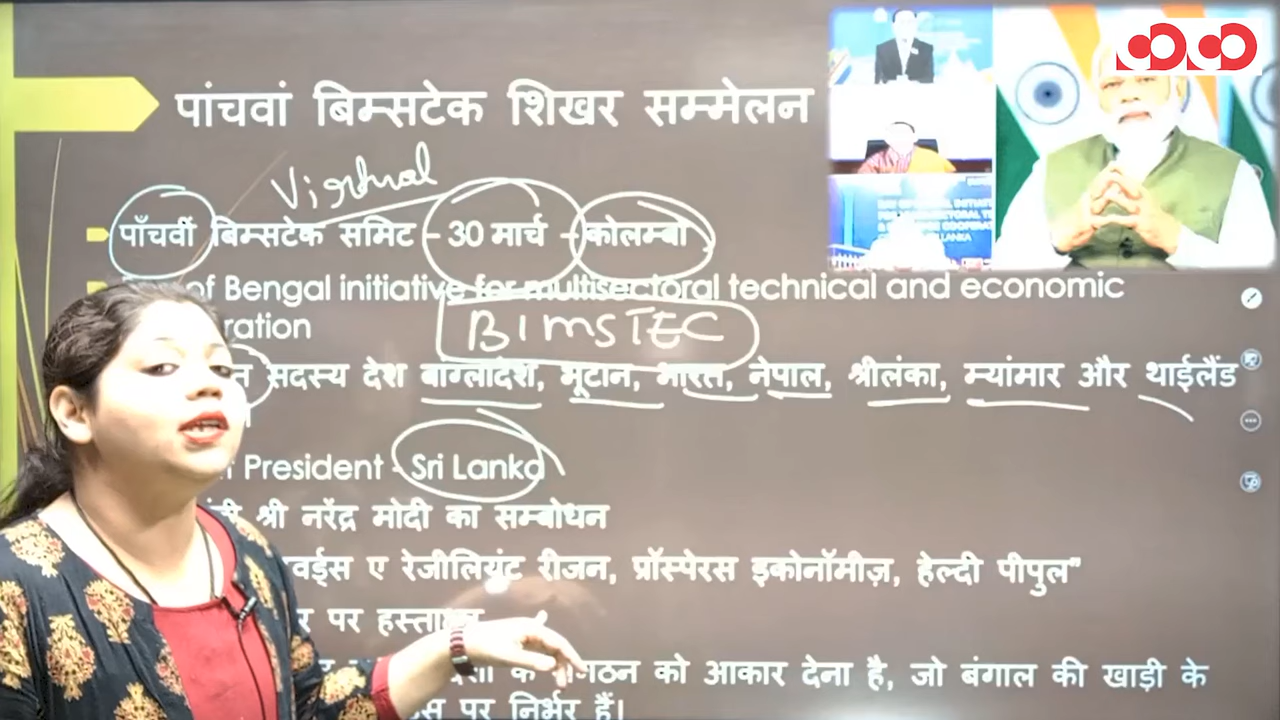 पांचवां बिम्सटेक शिखर सम्मेलन
Virtual
पाँचवीं बिम्सटेक समिट - 30 मार्च - कोलम्बो
of Bengal initiative for multisectoral technical and economic
ration
BIMSTEC
सदस्य देश बांग्लादेश, भूटान, भारत, नेपाल, श्रीलंका, म्यांमार और थाईलैंड
President - Sri Lanka
श्री नरेंद्र मोदी का सम्बोधन
वर्ड्स ए रेजीलियंट रीजन, प्रॉस्पेरस इकोनॉमीज़, हेल्दी पीपुल"
र पर हस्ताक्षर
को आकार देना है, जो बंगाल की खाड़ी के
पर निर्भर हैं।